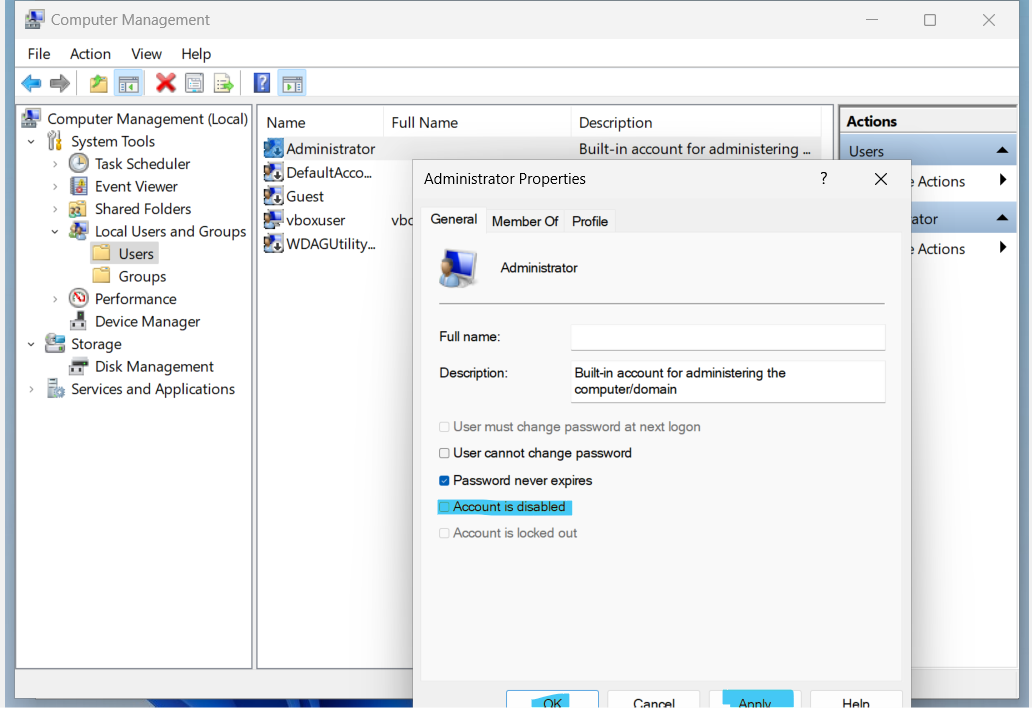 Computer Management
File Action View Help
Computer Management (Local)
System Tools
Task Scheduler
Event Viewer
Shared Folders
Local Users and Groups
Users
Groups
Performance
Device Manager
Storage
Disk Management
Services and Applications
Name Full Name Description
Administrator Built-in account for administering ...
DefaultAcco...
Guest
vboxuser vbo
WDAGUtility...
Actions
Users
e Actions
ator
e Actions
Administrator Properties
?
General Member Of Profile
Administrator
Full name:
Description: Built-in account for administering the
computer/domain
User must change password at next logon
User cannot change password
Password never expires
Account is disabled
Account is locked out
OK Cancel Apply Help